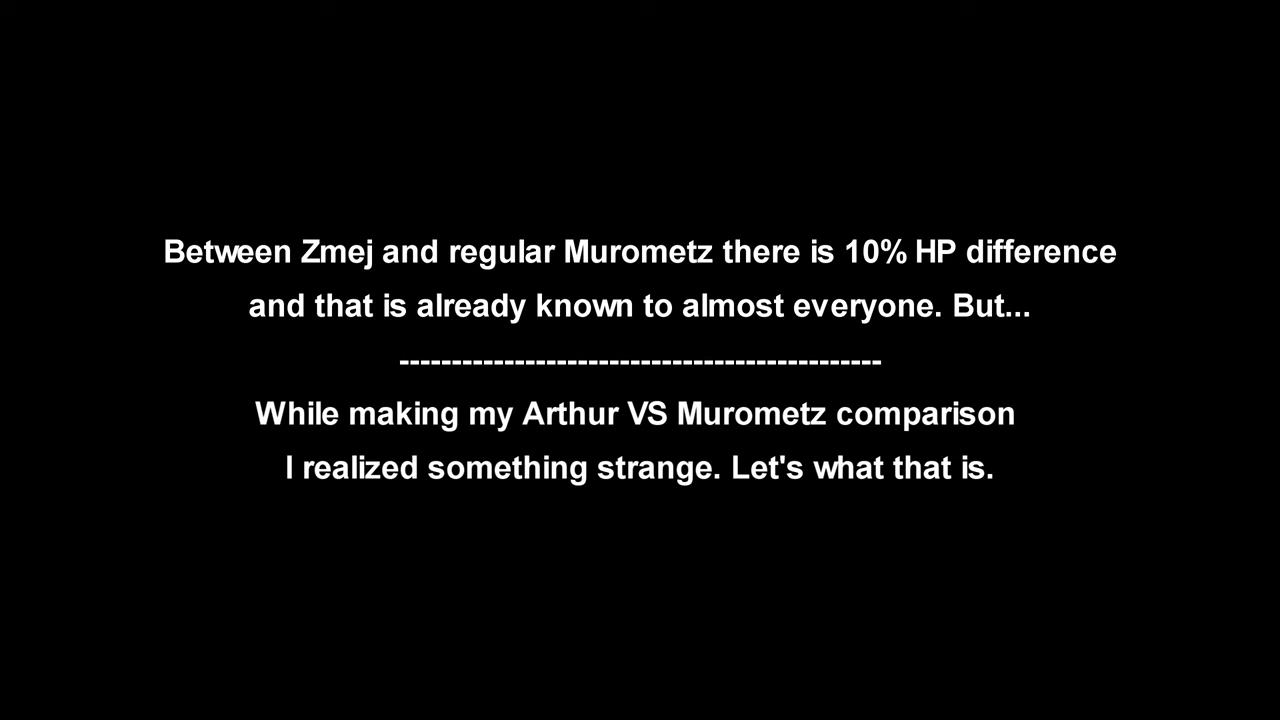 Between Zmej and regular Murometz there is 10% HP difference
and that is already known to almost everyone. But...
----------------------------------------------
While making my Arthur VS Murometz comparison
I realized something strange. Let's what that is.